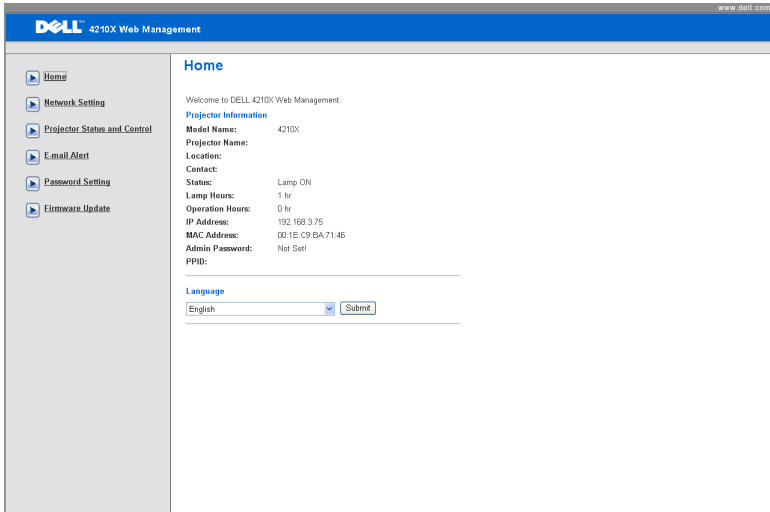 www.dell.com
DELL™ 4210X Web Management
Home
Network Setting
Projector Status and Control
E-mail Alert
Password Setting
Firmware Update
Home
Welcome to DELL 4210X Web Management.
Projector Information
Model Name: 4210X
Projector Name:
Location:
Contact:
Status: Lamp ON
Lamp Hours: 1 hr
Operation Hours: 0 hr
IP Address: 192.168.3.75
MAC Address: 00:1E:C9:BA:71:46
Admin Password: Not Set!
PPID:
Language
English Submit